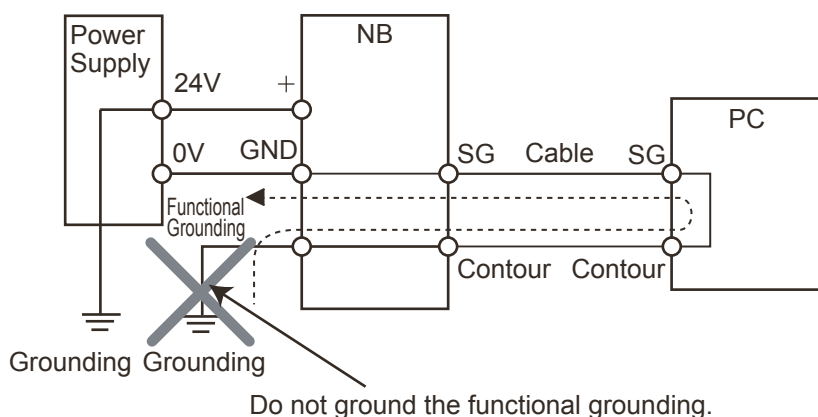 Power
Supply
NB
24V
+
PC
0V
GND
SG
Cable
SG
Functional
Grounding
Contour
Contour
Grounding
Grounding
Do not ground the functional grounding.